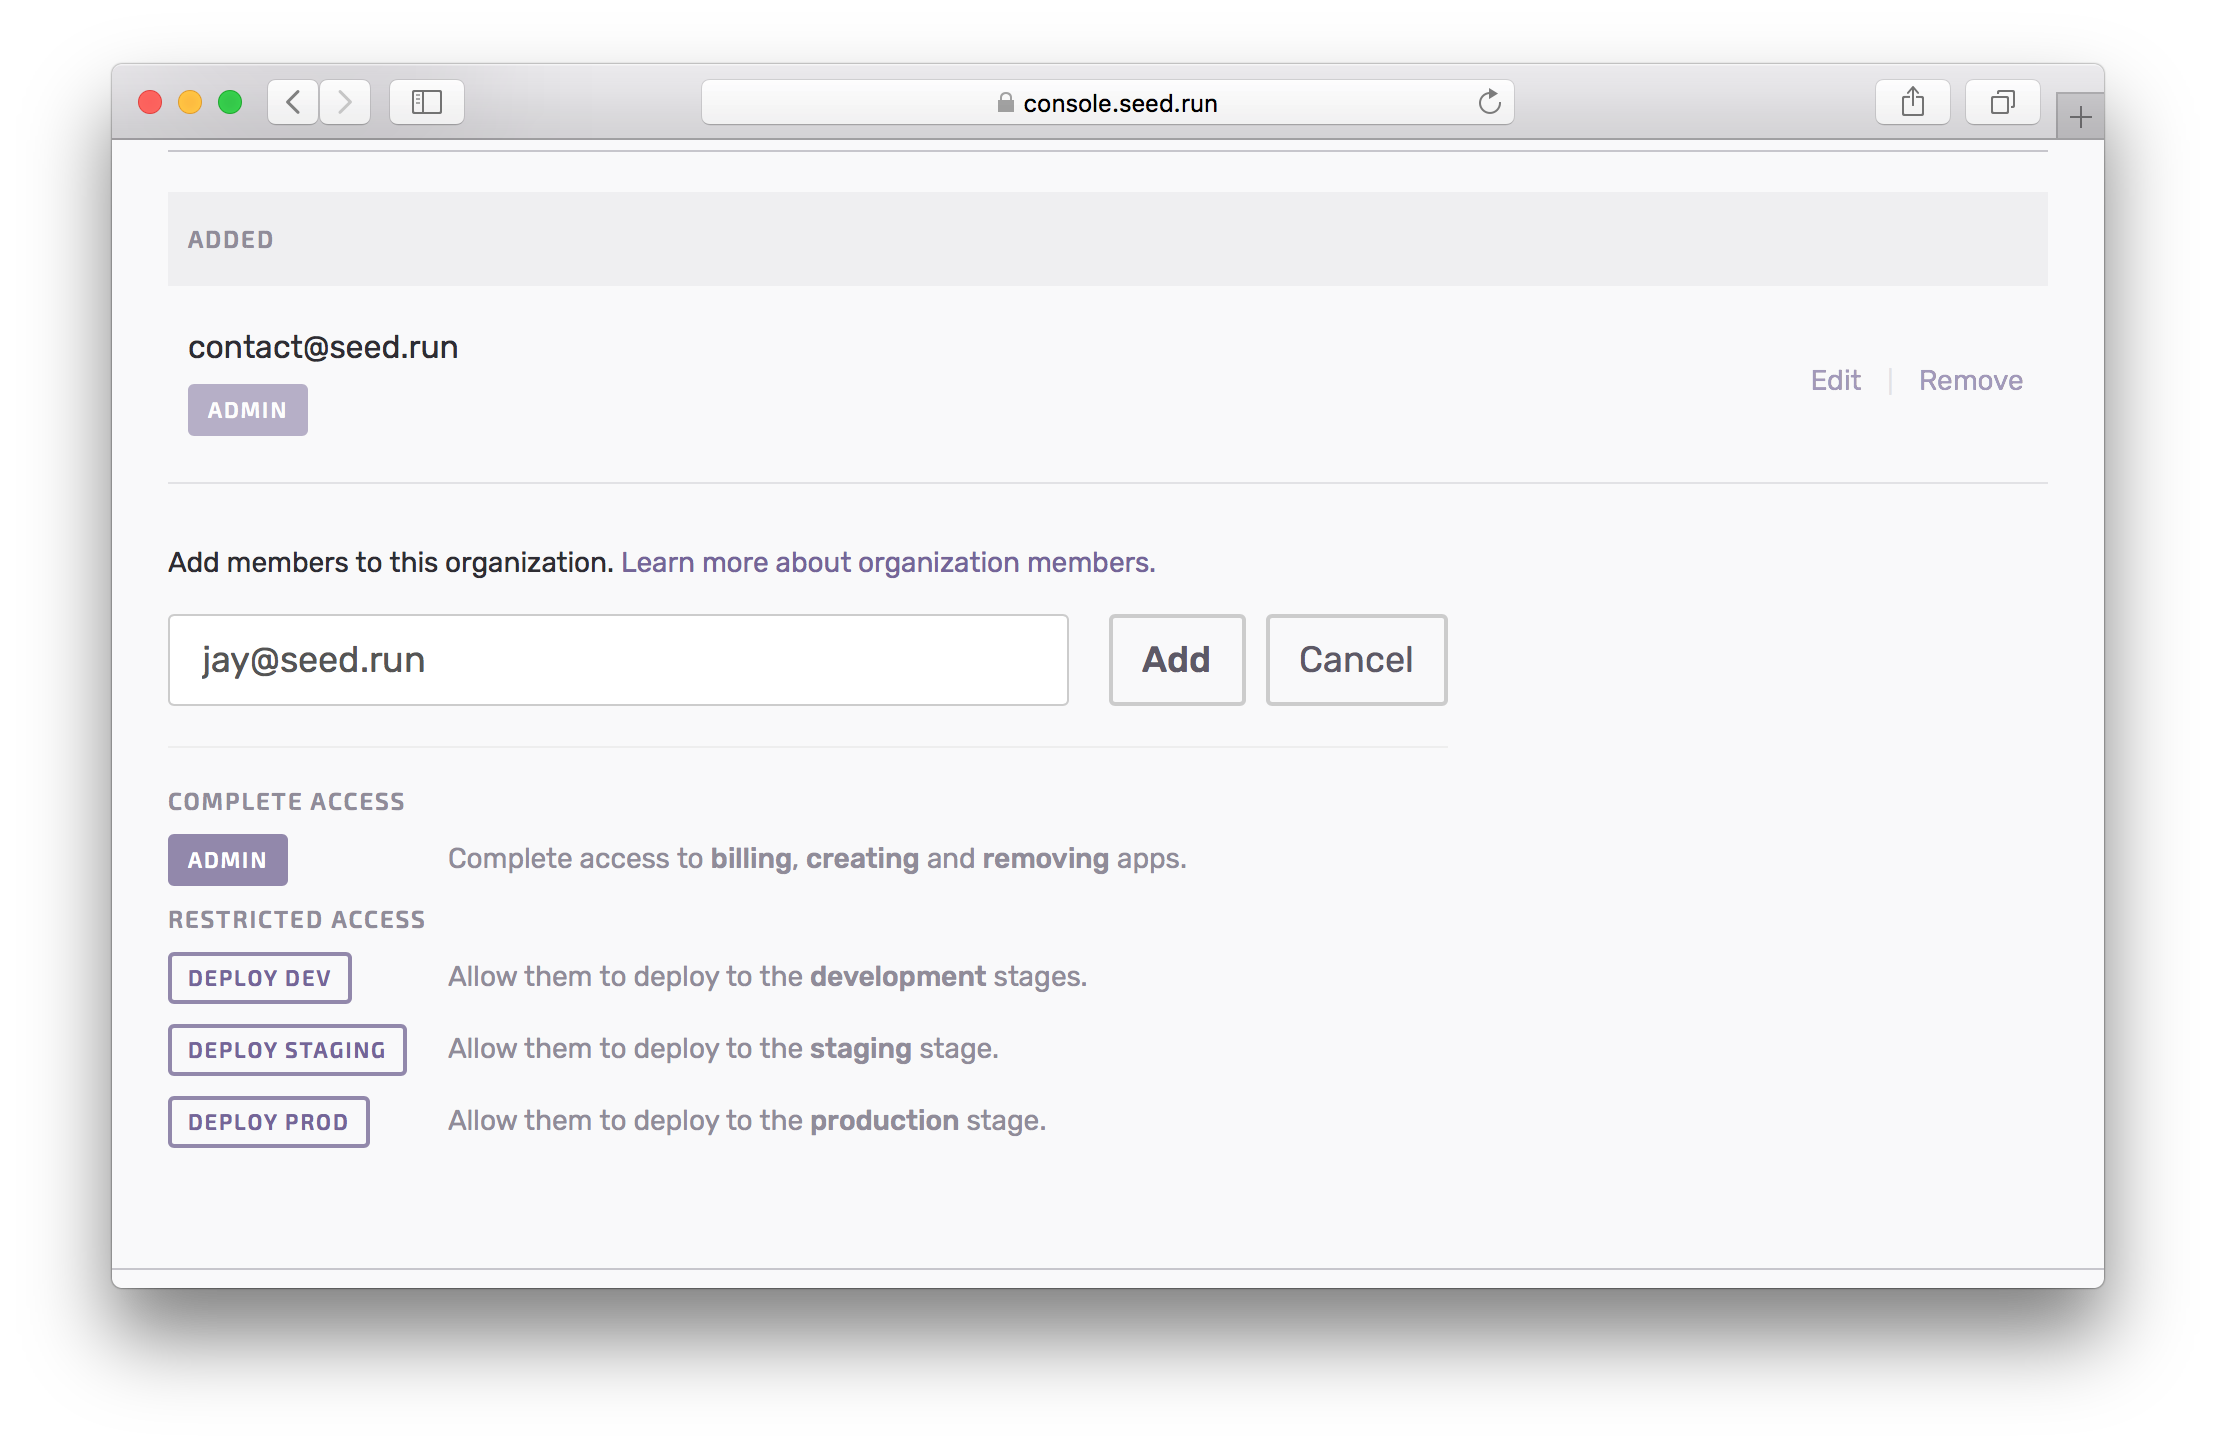 console.seed.run
ADDED
contact@seed.run
ADMIN
Edit | Remove
Add members to this organization. Learn more about organization members.
jay@seed.run
Add
Cancel
COMPLETE ACCESS
ADMIN
Complete access to billing, creating and removing apps.
RESTRICTED ACCESS
DEPLOY DEV
Allow them to deploy to the development stages.
DEPLOY STAGING
Allow them to deploy to the staging stage.
DEPLOY PROD
Allow them to deploy to the production stage.